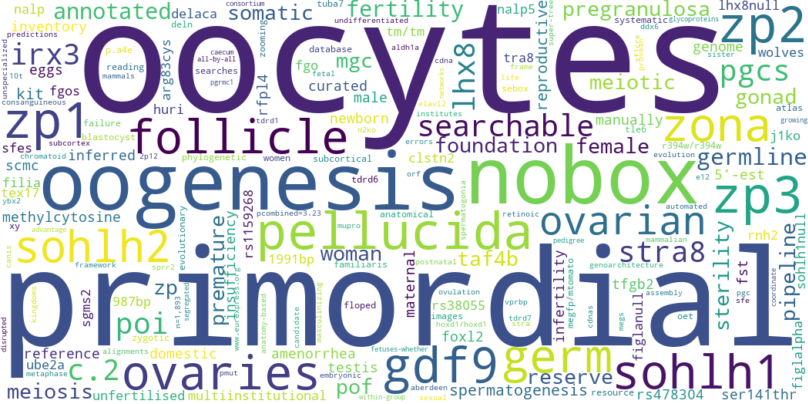 nalp
inventory
annotated
consortium
delaca
deln
tuba7
undifferentiated
somatic
fertility
nalp5
systematic
glycoproteins
ddx6
pregranulosa
lhx8null
zp2
predictions
p.a4e
reading
mammals
arg83cys
caecum
all-by-all
searches
pgmc1
zooming
database
fetal
aldh1a
tm/tm
cdna
networks
life
frame
sebox
super-tree
reproductive
genome
sister
wolves
irx3
eggs
kit
fgos
10t
unspecialized
consanguineous
oocytes
huri
rfpl4
fgo
mgc
curated
male
lhx8
tra8
elavl2
meiotic
pgcs
gonad
atlas
growing
zp1
failure
blastocyst
subcortex
sfes
chromatoid
inferred
zp12
follicle
tdrd1
newborn
n2ko
institutes
errors
searchable
foundation
female
manually
tle6
zona
r394w/r394w
evolution
j1ko
germline
scmc
filia
tex17
ybx2
phylogenetic
women
subcortical
clstn2
orf
tdrd6
oogenesis
nobox
5'-est
e12
automated
zp3
methylcytosine
xy
advantage
canis
sohlh2
evolutionary
premature
insufficiency
rs1159268
pcombined=3.23
mupro
anatomical
pellucida
retinoic
spermatogonia
ovarian
rnh2
sohlh1null
pipeline
framework
sprr2
kingdoms
987bp
zp
sgms2
segregated
n=1,893
1991bp
woman
familiaris
maternal
taf4b
postnatal
pedigree
mammalian
genoarchitecture
stra8
sterility
fst
primordial
disrupted
poi
zygotic
floped
anatomy-based
candidate
masculinizing
ovulation
images
hoxd1/hoxd1
rs38055
foxl2
vprbp
tdrd7
stra
megfp/mtomato
cdnas
infertility
tfgb2
megs
figlanull
assembly
oet
pgc
sfe
coordinate
figlalpha
reference
ube2a
metaphase
alignments
c.2
domestic
ovaries
pmut
amenorrhea
testis
embryonic
fetuses-whether
pof
aberdeen
within-group
gdf9
germ
sexual
reserve
resource
sohlh1
meiosis
unfertilised
multiinstitutional
spermatogenesis
rs478304
ser141thr